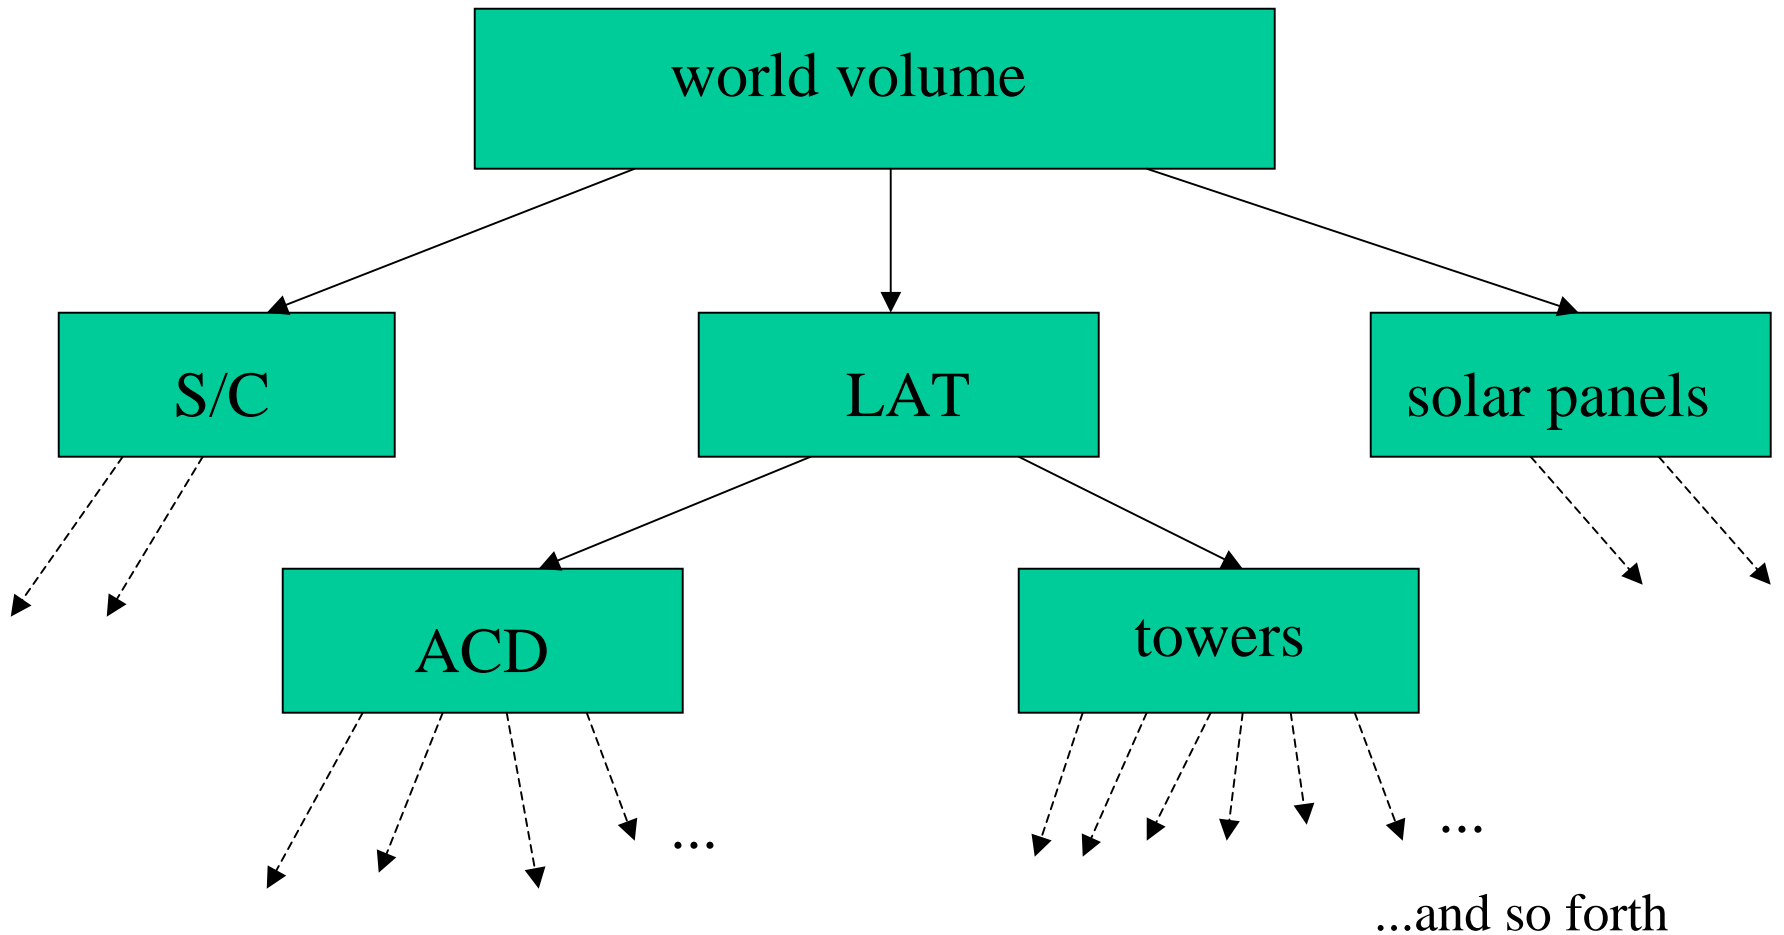 world volume
S/C
LAT
solar panels
ACD
towers
...
...
...and so forth